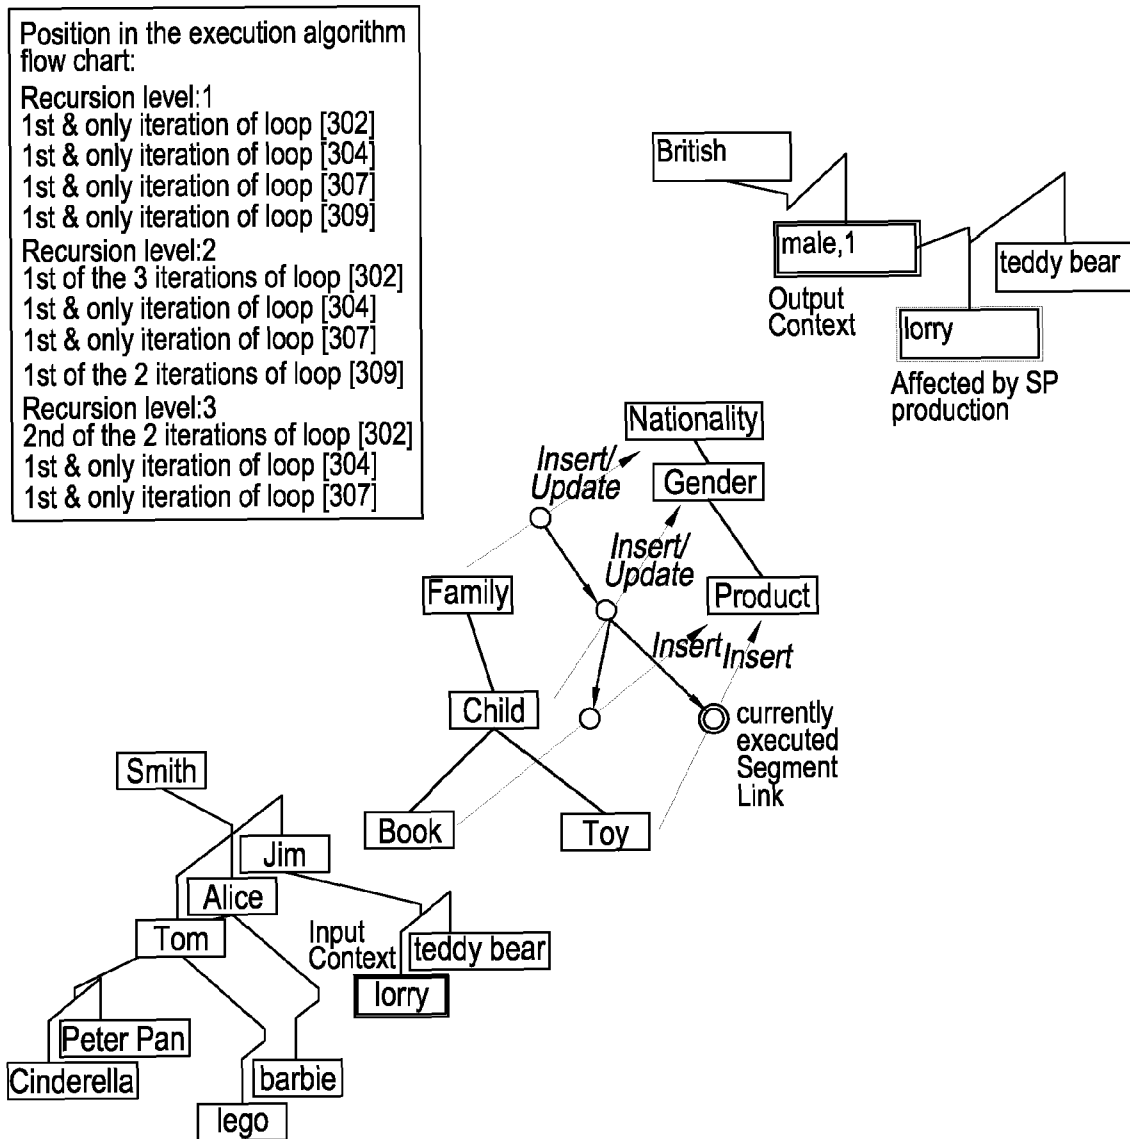 Position in the execution algorithm
flow chart:
Recursion level:1
1st & only iteration of loop [302]
1st & only iteration of loop [304]
1st & only iteration of loop [307]
1st & only iteration of loop [309]
Recursion level:2
1st of the 3 iterations of loop [302]
1st & only iteration of loop [304]
1st & only iteration of loop [307]
1st of the 2 iterations of loop [309]
Recursion level:3
2nd of the 2 iterations of loop [302]
1st & only iteration of loop [304]
1st & only iteration of loop [307]
British
male,1
teddy bear
Output
Context
lorry
Affected by SP
production
Nationality
Insert/
Update
Gender
Insert/
Update
Family
Product
Insert
Insert
Child
currently
executed
Segment
Link
Smith
Book
Toy
Jim
Alice
Tom
Input
Context
teddy bear
lorry
Peter Pan
Cinderella
barbie
lego